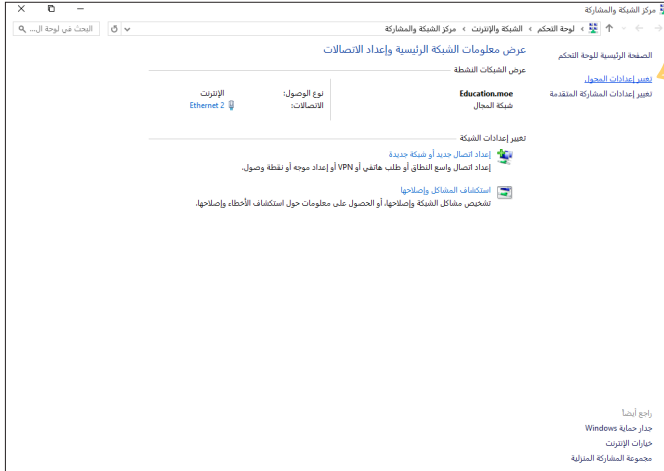 مركز الشبكة والمشاركة
لوحة التحكم › الشبكة والإنترنت › مركز الشبكة والمشاركة
البحث في لوحة ال...
الصفحة الرئيسية للوحة التحكم
تغيير إعدادات المحول
تغيير إعدادات المشاركة المتقدمة
عرض معلومات الشبكة الرئيسية وإعداد الاتصالات
عرض الشبكات النشطة
Education.moe
شبكة المجال
نوع الوصول: الإنترنت
الاتصالات: Ethernet 2
تغيير إعدادات الشبكة
إعداد اتصال جديد أو شبكة جديدة
إعداد اتصال واسع النطاق أو طلب هاتفي أو VPN أو إعداد موجه أو نقطة وصول.
استكشاف المشاكل وإصلاحها
تشخيص مشاكل الشبكة وإصلاحها، أو الحصول على معلومات حول استكشاف الأخطاء وإصلاحها.
راجع أيضاً
جدار حماية Windows
خيارات الإنترنت
مجموعة المشاركة المنزلية